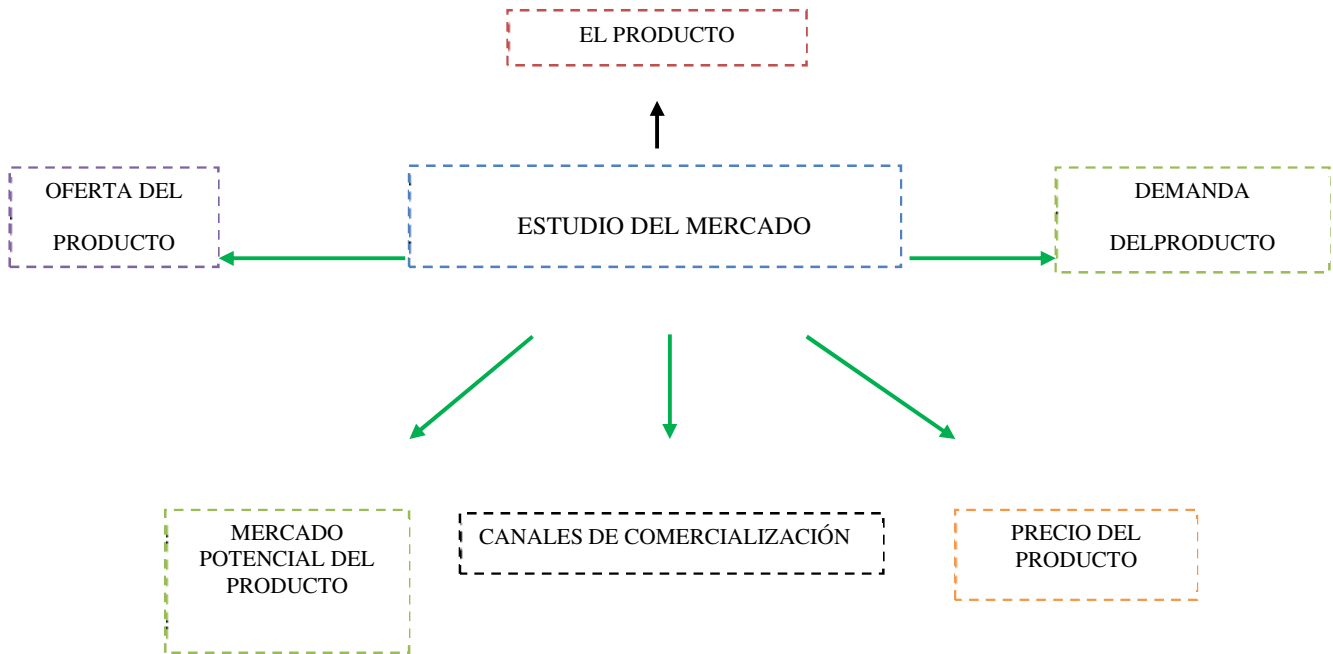 EL PRODUCTO
OFERTA DEL
PRODUCTO
ESTUDIO DEL MERCADO
DEMANDA
DELPRODUCTO
MERCADO
POTENCIAL DEL
PRODUCTO
CANALES DE COMERCIALIZACIÓN
PRECIO DEL
PRODUCTO